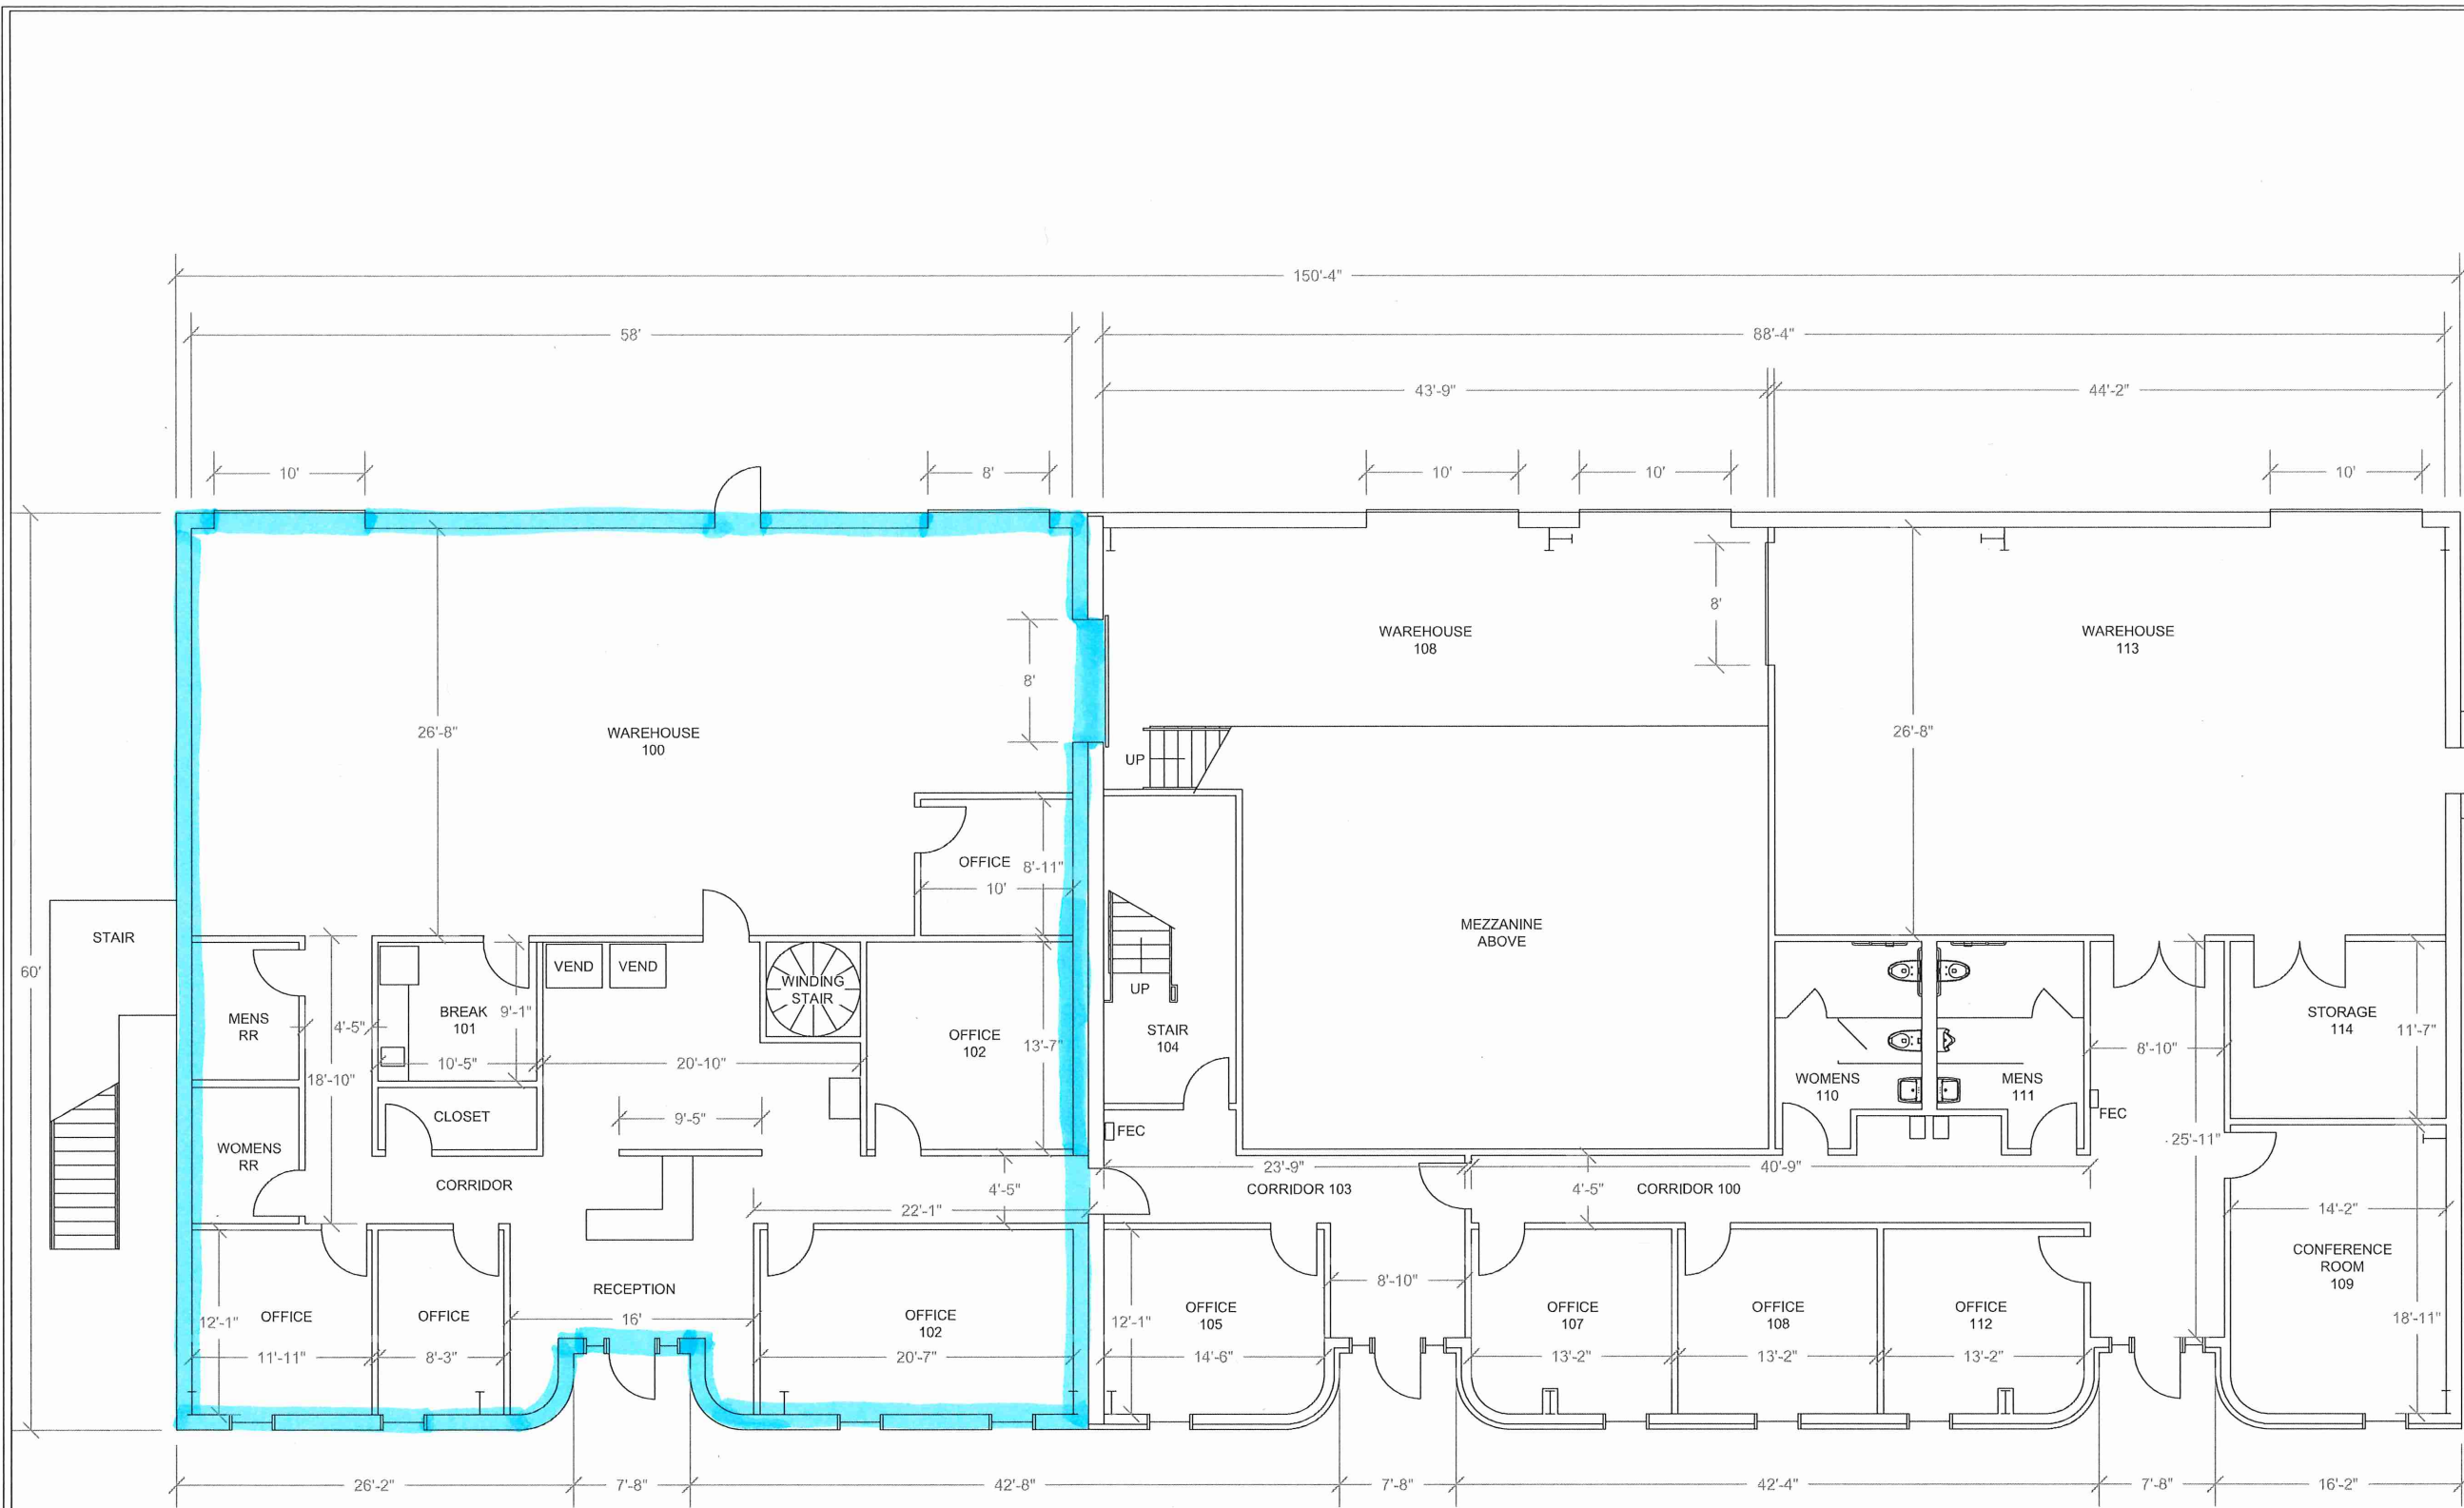 150'-4"
58'
88'-4"
43'-9"
44'-2"
10'
8'
10'
10'
10'
8'
8'
WAREHOUSE
108
WAREHOUSE
113
26'-8"
WAREHOUSE
100
26'-8"
UP
OFFICE
8'-11"
10'
STAIR
60'
MEZZANINE
ABOVE
VEND
VEND
WINDING
STAIR
MENS
RR
4'-5"
BREAK
101
9'-1"
10'-5"
20'-10"
OFFICE
102
13'-7"
UP
STAIR
104
STORAGE
114
11'-7"
8'-10"
18'-10"
WOMENS
110
MENS
111
FEC
CLOSET
9'-5"
FEC
25'-11"
WOMENS
RR
CORRIDOR
4'-5"
23'-9"
40'-9"
CORRIDOR 103
4'-5"
CORRIDOR 100
22'-1"
14'-2"
CONFERENCE
ROOM
109
RECEPTION
8'-10"
12'-1"
OFFICE
OFFICE
16'
OFFICE
102
12'-1"
OFFICE
105
OFFICE
107
OFFICE
108
OFFICE
112
18'-11"
11'-11"
8'-3"
20'-7"
14'-6"
13'-2"
13'-2"
13'-2"
26'-2"
7'-8"
42'-8"
7'-8"
42'-4"
7'-8"
16'-2"